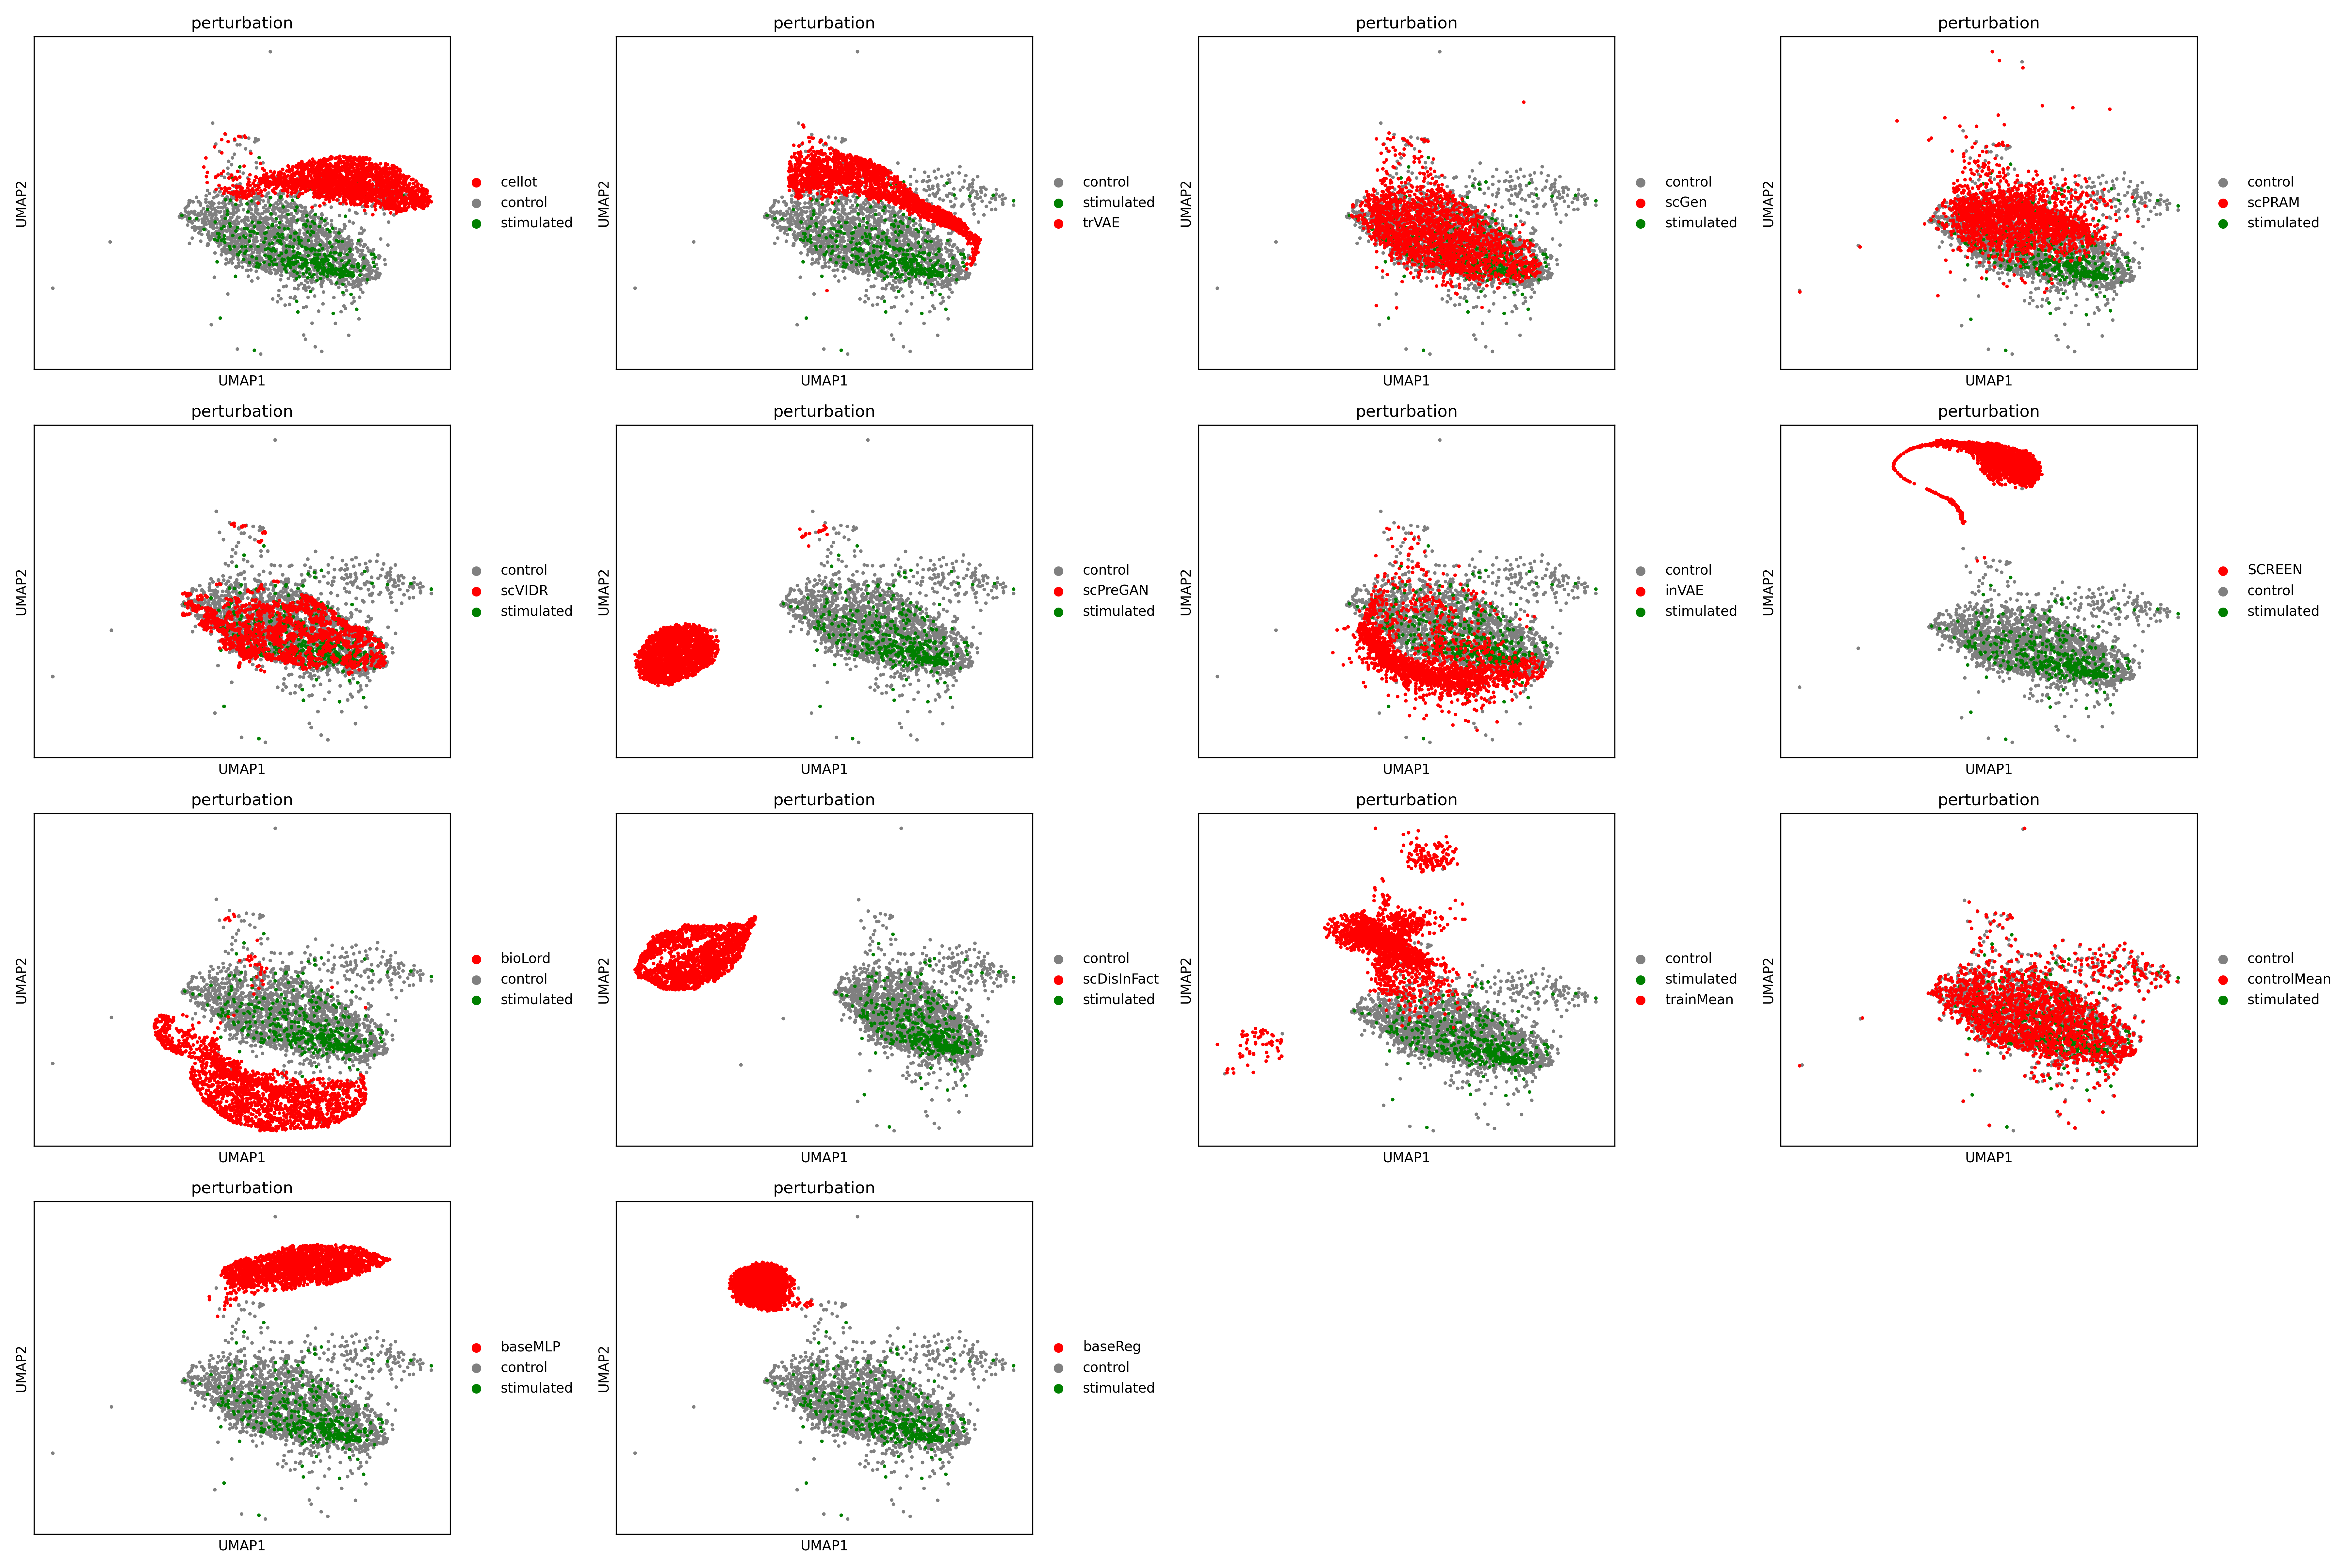 perturbation
UMAP2
cellot
control
stimulated
UMAP1
perturbation
UMAP2
control
stimulated
trVAE
UMAP1
perturbation
UMAP2
control
scGen
stimulated
UMAP1
perturbation
UMAP2
control
scPRAM
stimulated
UMAP1
perturbation
UMAP2
control
scVIDR
stimulated
UMAP1
perturbation
UMAP2
control
scPreGAN
stimulated
UMAP1
perturbation
UMAP2
control
inVAE
stimulated
UMAP1
perturbation
UMAP2
SCREEN
control
stimulated
UMAP1
perturbation
UMAP2
bioLord
control
stimulated
UMAP1
perturbation
UMAP2
control
scDisInFact
stimulated
UMAP1
perturbation
UMAP2
control
stimulated
trainMean
UMAP1
perturbation
UMAP2
control
controlMean
stimulated
UMAP1
perturbation
UMAP2
baseMLP
control
stimulated
UMAP1
perturbation
UMAP2
baseReg
control
stimulated
UMAP1